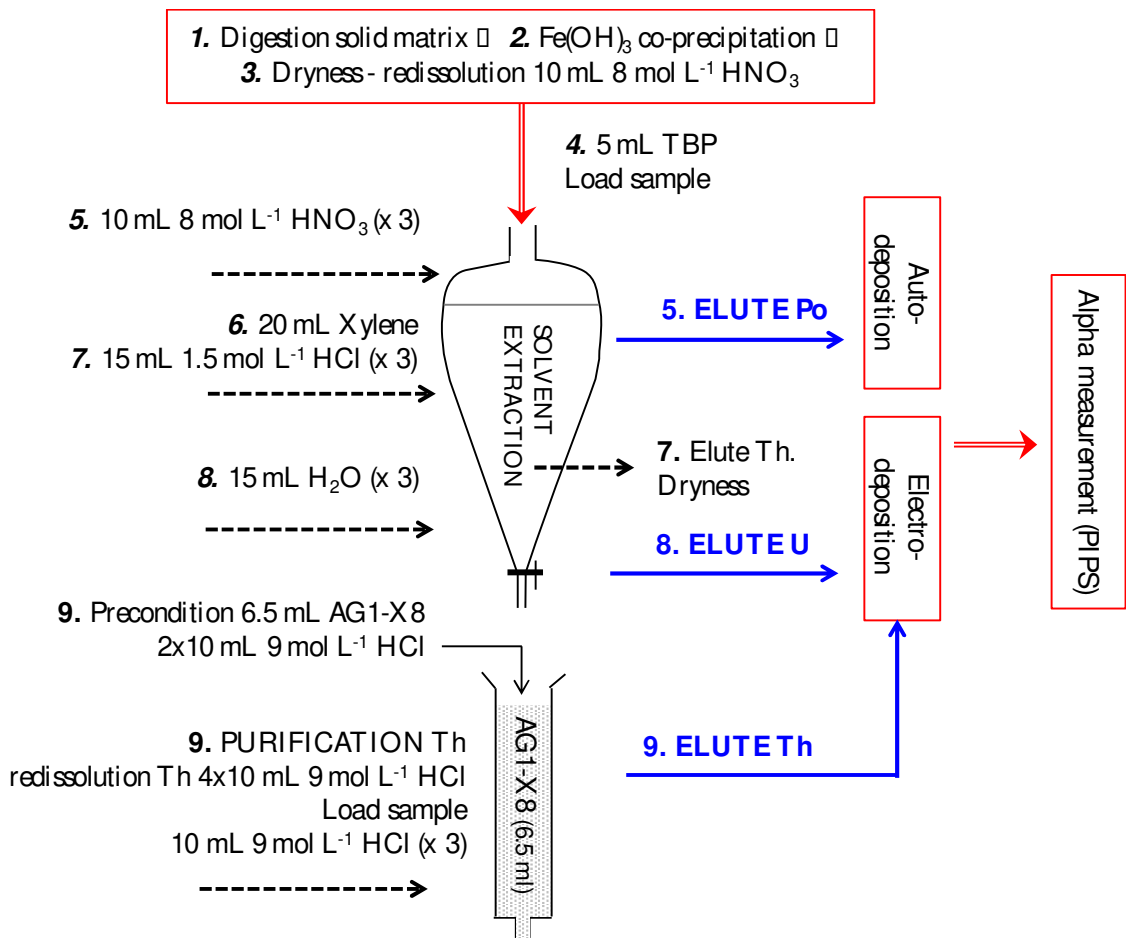 1. Digestion solid matrix 2. Fe(OH)₃ co-precipitation
3. Dryness - redissolution 10 mL 8 mol L⁻¹ HNO₃
4. 5 mL TBP
Load sample
5. 10 mL 8 mol L⁻¹ HNO₃ (x 3)
6. 20 mL Xylene
7. 15 mL 1.5 mol L⁻¹ HCl (x 3)
8. 15 mL H₂O (x 3)
SOLVENT
EXTRACTION
5. ELUTE Po
7. Elute Th.
Dryness
8. ELUTE U
Auto-
deposition
Electro-
deposition
Alpha measurement (PIPS)
9. Precondition 6.5 mL AG1-X8
2x10 mL 9 mol L⁻¹ HCl
9. PURIFICATION Th
redissolution Th 4x10 mL 9 mol L⁻¹ HCl
Load sample
10 mL 9 mol L⁻¹ HCl (x 3)
AG1-X8 (6.5 ml)
9. ELUTE Th